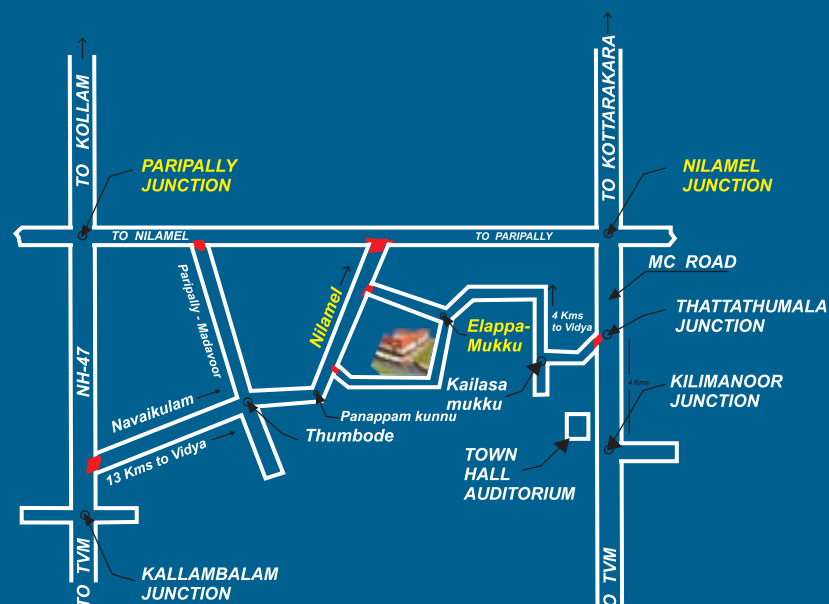 TO KOLLAM
TO KOTTARAKARA
PARIPALLY
JUNCTION
NILAMEL
JUNCTION
TO NILAMEL
TO PARIPALLY
MC ROAD
Paripally - Madavoor
Nilamel
4 Kms
to Vidya
THATTATHUMALA
JUNCTION
Elappa-
Mukku
NH-47
Kailasa
mukku
4 Kms
KILIMANOOR
JUNCTION
Navaikulam
Panappam kunnu
Thumbode
13 Kms to Vidya
TOWN
HALL
AUDITORIUM
KALLAMBALAM
JUNCTION
TO TVM
TO TVM